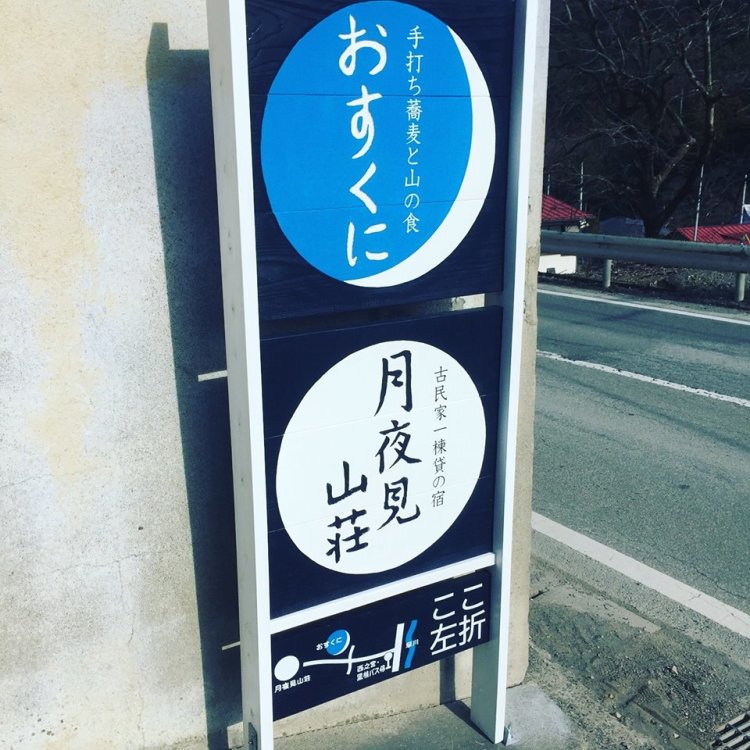 手打ち蕎麦と山の食
おすくに
古民家一棟貸の宿
月夜見
山荘
ここ
左折
おすくに
月夜見山荘
早川